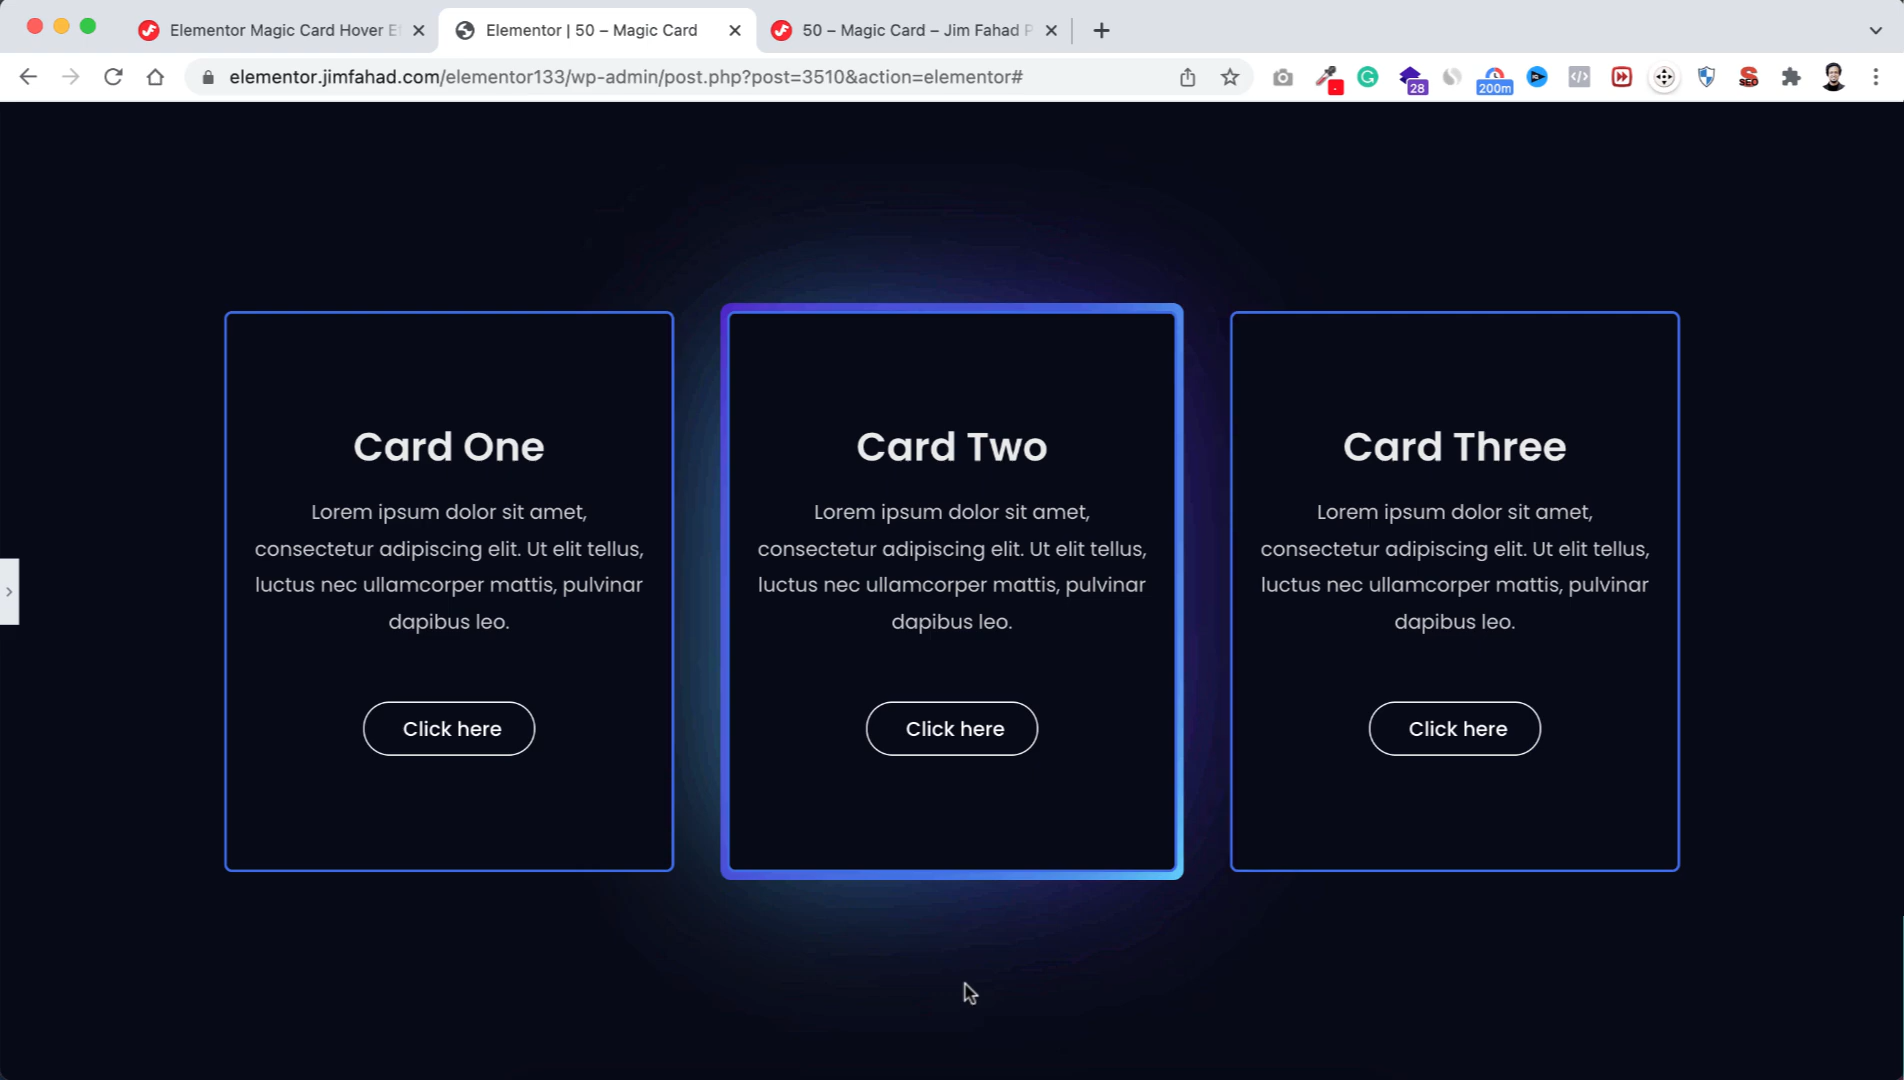 Elementor Magic Card Hover E
Elementor | 50 – Magic Card
50 – Magic Card – Jim Fahad P
elementor.jimfahad.com/elementor133/wp-admin/post.php?post=3510&action=elementor#
28
200m
SEO
Card One
Lorem ipsum dolor sit amet,
consectetur adipiscing elit. Ut elit tellus,
luctus nec ullamcorper mattis, pulvinar
dapibus leo.
Click here
Card Two
Lorem ipsum dolor sit amet,
consectetur adipiscing elit. Ut elit tellus,
luctus nec ullamcorper mattis, pulvinar
dapibus leo.
Click here
Card Three
Lorem ipsum dolor sit amet,
consectetur adipiscing elit. Ut elit tellus,
luctus nec ullamcorper mattis, pulvinar
dapibus leo.
Click here